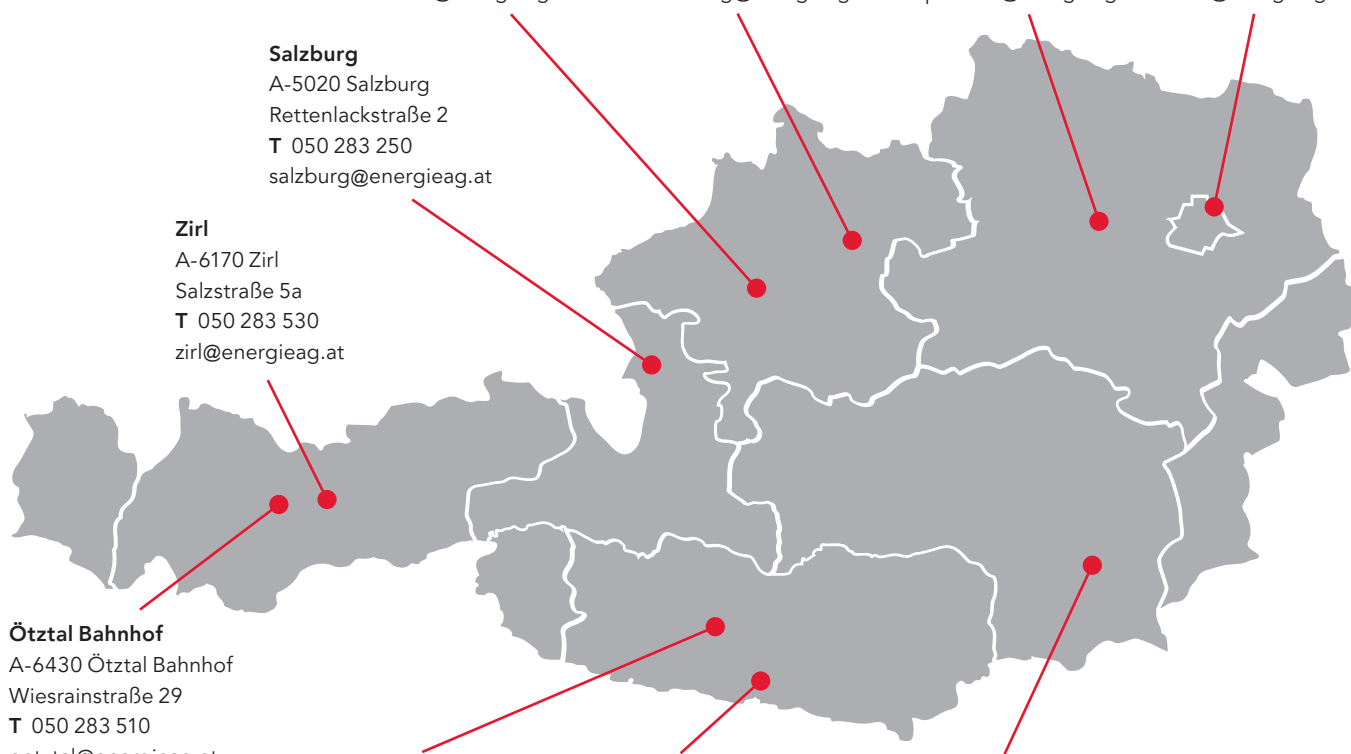 Salzburg
A-5020 Salzburg
Rettenlackstraße 2
T 050 283 250
salzburg@energieag.at
Zirl
A-6170 Zirl
Salzstraße 5a
T 050 283 530
zirl@energieag.at
Ötztal Bahnhof
A-6430 Ötztal Bahnhof
Wiesrainstraße 29
T 050 283 510